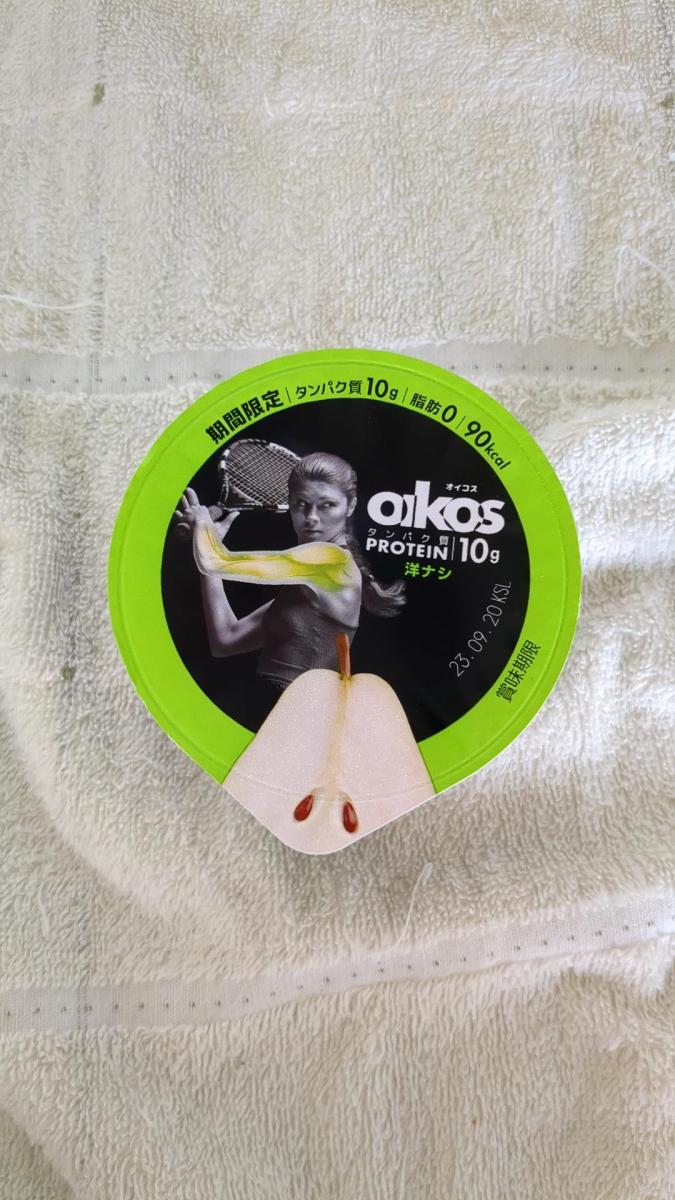 期間限定 | タンパク質10g | 脂肪0 | 90kcal
オイコス
oikos
タンパク質
PROTEIN | 10g
洋ナシ
23. 09. 20 KSL
賞味期限